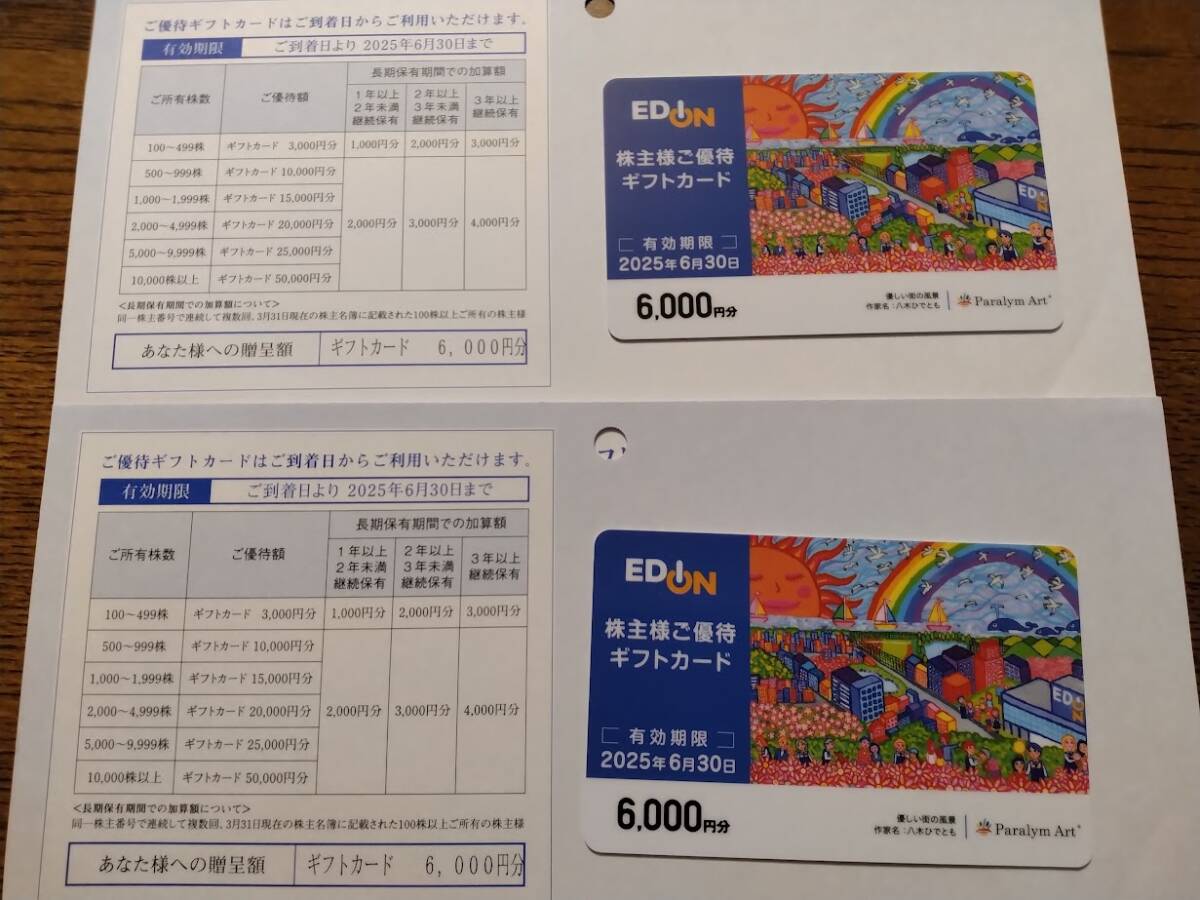 ご優待ギフトカードはご到着日からご利用いただけます。
有効期限 ご到着日より 2025年6月30日まで
ご所有株数 ご優待額 長期保有期間での加算額
1年以上2年未満継続保有 2年以上3年未満継続保有 3年以上継続保有
100〜499株 ギフトカード 3,000円分 1,000円分 2,000円分 3,000円分
500〜999株 ギフトカード 10,000円分
1,000〜1,999株 ギフトカード 15,000円分
2,000〜4,999株 ギフトカード 20,000円分 2,000円分 3,000円分 4,000円分
5,000〜9,999株 ギフトカード 25,000円分
10,000株以上 ギフトカード 50,000円分
<長期保有期間での加算額について>
同一株主番号で連続して複数回、3月31日現在の株主名簿に記載された100株以上ご所有の株主様
あなた様への贈呈額 ギフトカード 6,000円分
EDION
株主様ご優待
ギフトカード
有効期限
2025年6月30日
6,000円分
優しい街の風景
作家名:八木ひでとも
Paralym Art
EDION
ご優待ギフトカードはご到着日からご利用いただけます。
有効期限 ご到着日より 2025年6月30日まで
ご所有株数 ご優待額 長期保有期間での加算額
1年以上2年未満継続保有 2年以上3年未満継続保有 3年以上継続保有
100〜499株 ギフトカード 3,000円分 1,000円分 2,000円分 3,000円分
500〜999株 ギフトカード 10,000円分
1,000〜1,999株 ギフトカード 15,000円分
2,000〜4,999株 ギフトカード 20,000円分 2,000円分 3,000円分 4,000円分
5,000〜9,999株 ギフトカード 25,000円分
10,000株以上 ギフトカード 50,000円分
<長期保有期間での加算額について>
同一株主番号で連続して複数回、3月31日現在の株主名簿に記載された100株以上ご所有の株主様
あなた様への贈呈額 ギフトカード 6,000円分
EDION
株主様ご優待
ギフトカード
有効期限
2025年6月30日
6,000円分
優しい街の風景
作家名:八木ひでとも
Paralym Art
EDION